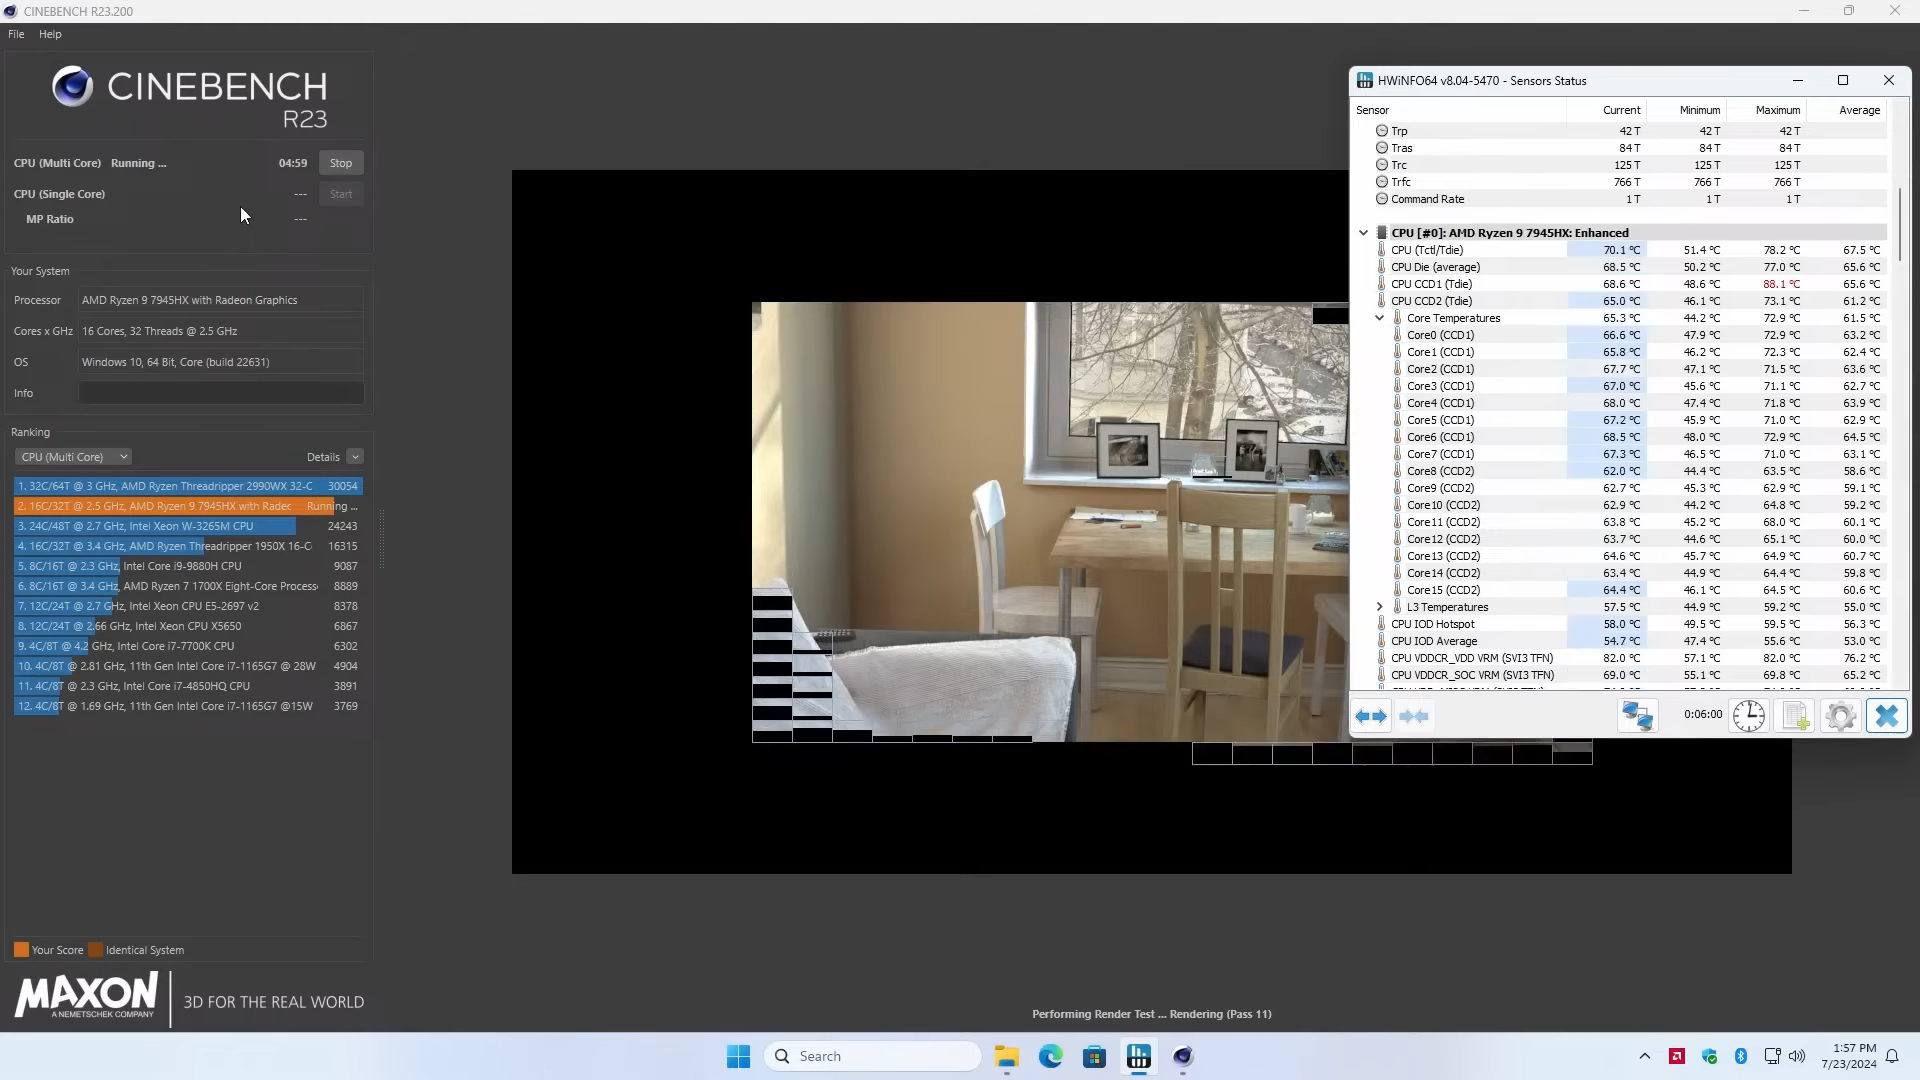 CINEBENCH R23.200
File Help
CINEBENCH
R23
CPU (Multi Core) Running ... 04:59 Stop
CPU (Single Core) --- Start
MP Ratio ---
Your System
Processor AMD Ryzen 9 7945HX with Radeon Graphics
Cores x GHz 16 Cores, 32 Threads @ 2.5 GHz
OS Windows 10, 64 Bit, Core (build 22631)
Info
Ranking
CPU (Multi Core) Details
1. 32C/64T @ 3 GHz, AMD Ryzen Threadripper 2990WX 32-C 30054
2. 16C/32T @ 2.5 GHz, AMD Ryzen 9 7945HX with Radec Running ...
3. 24C/48T @ 2.7 GHz, Intel Xeon W-3265M CPU 24243
4. 16C/32T @ 3.4 GHz, AMD Ryzen Threadripper 1950X 16-C 16315
5. 8C/16T @ 2.3 GHz, Intel Core i9-9880H CPU 9087
6. 8C/16T @ 3.4 GHz, AMD Ryzen 7 1700X Eight-Core Process 8889
7. 12C/24T @ 2.7 GHz, Intel Xeon CPU E5-2697 v2 8378
8. 12C/24T @ 2.66 GHz, Intel Xeon CPU X5650 6867
9. 4C/8T @ 4.2 GHz, Intel Core i7-7700K CPU 6302
10. 4C/8T @ 2.81 GHz, 11th Gen Intel Core i7-1165G7 @ 28W 4904
11. 4C/8T @ 2.3 GHz, Intel Core i7-4850HQ CPU 3891
12. 4C/8T @ 1.69 GHz, 11th Gen Intel Core i7-1165G7 @15W 3769
Your Score Identical System
MAXON
A NEMETSCHEK COMPANY
3D FOR THE REAL WORLD
Performing Render Test ... Rendering (Pass 11)
HWiNFO64 v8.04-5470 - Sensors Status
Sensor Current Minimum Maximum Average
Trp 42 T 42 T 42 T
Tras 84 T 84 T 84 T
Trc 125 T 125 T 125 T
Trfc 766 T 766 T 766 T
Command Rate 1 T 1 T 1 T
CPU [#0]: AMD Ryzen 9 7945HX: Enhanced
CPU (Tctl/Tdie) 70.1 °C 51.4 °C 78.2 °C 67.5 °C
CPU Die (average) 68.5 °C 50.2 °C 77.0 °C 65.6 °C
CPU CCD1 (Tdie) 68.6 °C 48.6 °C 88.1 °C 65.6 °C
CPU CCD2 (Tdie) 65.0 °C 46.1 °C 73.1 °C 61.2 °C
Core Temperatures 65.3 °C 44.2 °C 72.9 °C 61.5 °C
Core0 (CCD1) 66.6 °C 47.9 °C 72.9 °C 63.2 °C
Core1 (CCD1) 65.8 °C 46.2 °C 72.3 °C 62.4 °C
Core2 (CCD1) 67.7 °C 47.1 °C 71.5 °C 63.6 °C
Core3 (CCD1) 67.0 °C 45.6 °C 71.1 °C 62.7 °C
Core4 (CCD1) 68.0 °C 47.4 °C 71.8 °C 63.9 °C
Core5 (CCD1) 67.2 °C 45.9 °C 71.0 °C 62.9 °C
Core6 (CCD1) 68.5 °C 48.0 °C 72.9 °C 64.5 °C
Core7 (CCD1) 67.3 °C 46.5 °C 71.0 °C 63.1 °C
Core8 (CCD2) 62.0 °C 44.4 °C 63.5 °C 58.6 °C
Core9 (CCD2) 62.7 °C 45.3 °C 62.9 °C 59.1 °C
Core10 (CCD2) 62.9 °C 44.2 °C 64.8 °C 59.2 °C
Core11 (CCD2) 63.8 °C 45.2 °C 68.0 °C 60.1 °C
Core12 (CCD2) 63.7 °C 44.6 °C 65.1 °C 60.0 °C
Core13 (CCD2) 64.6 °C 45.7 °C 64.9 °C 60.7 °C
Core14 (CCD2) 63.4 °C 44.9 °C 64.4 °C 59.8 °C
Core15 (CCD2) 64.4 °C 46.1 °C 64.5 °C 60.6 °C
L3 Temperatures 57.5 °C 44.9 °C 59.2 °C 55.0 °C
CPU IOD Hotspot 58.0 °C 49.5 °C 59.5 °C 56.3 °C
CPU IOD Average 54.7 °C 47.4 °C 55.6 °C 53.0 °C
CPU VDDCR_VDD VRM (SVI3 TFN) 82.0 °C 57.1 °C 82.0 °C 76.2 °C
CPU VDDCR_SOC VRM (SVI3 TFN) 69.0 °C 55.1 °C 69.8 °C 65.2 °C
0:06:00
Search
1:57 PM
7/23/2024